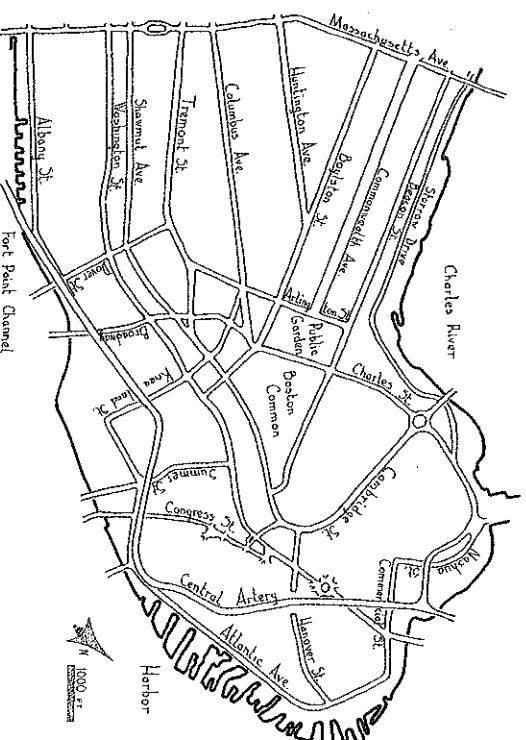 Massachusetts Ave.
Storrow Drive
Beacon St.
Commonwealth Ave.
Boylston St.
Huntington Ave.
Columbus Ave.
Tremont St.
Shawmut Ave.
Washington St.
Albany St.
Charles River
Arlington St.
Public
Garden
Boston
Common
Charles St.
Cambridge St.
Nashua St.
Commercial St.
Dover St.
Broadway
Kneeland St.
Summer St.
Congress St.
Central Artery
Hanover St.
Atlantic Ave.
Fort Point Channel
Harbor
N
1000 FT